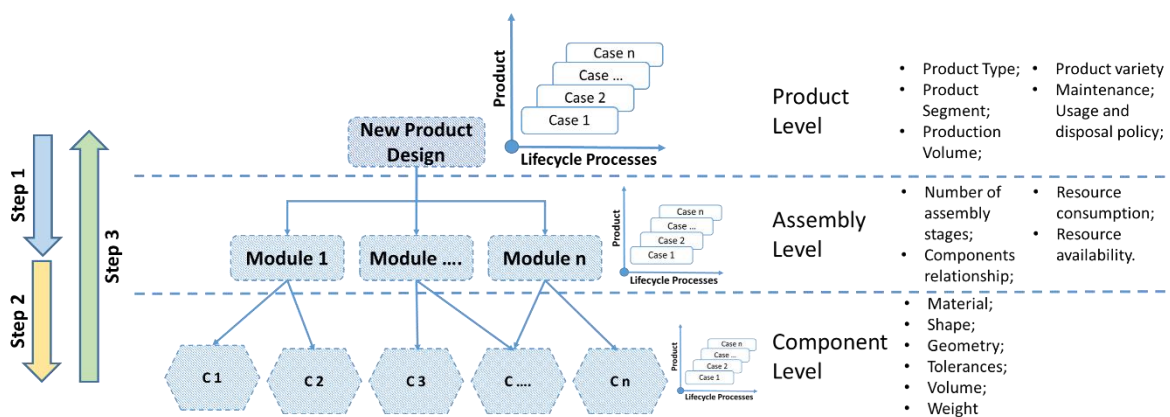 Step 1
Step 2
Step 3
New Product
Design
Product
Case n
Case ...
Case 2
Case 1
Lifecycle Processes
Product
Level
• Product Type;
• Product
Segment;
• Production
Volume;
• Product variety
• Maintenance;
Usage and
disposal policy;
Module 1
Module ....
Module n
Product
Case n
Case ...
Case 2
Case 1
Lifecycle Processes
Assembly
Level
• Number of
assembly
stages;
• Components
relationship;
• Resource
consumption;
• Resource
availability.
C 1
C 2
C 3
C ....
C n
Product
Case n
Case ...
Case 2
Case 1
Lifecycle Processes
Component
Level
• Material;
• Shape;
• Geometry;
• Tolerances;
• Volume;
• Weight